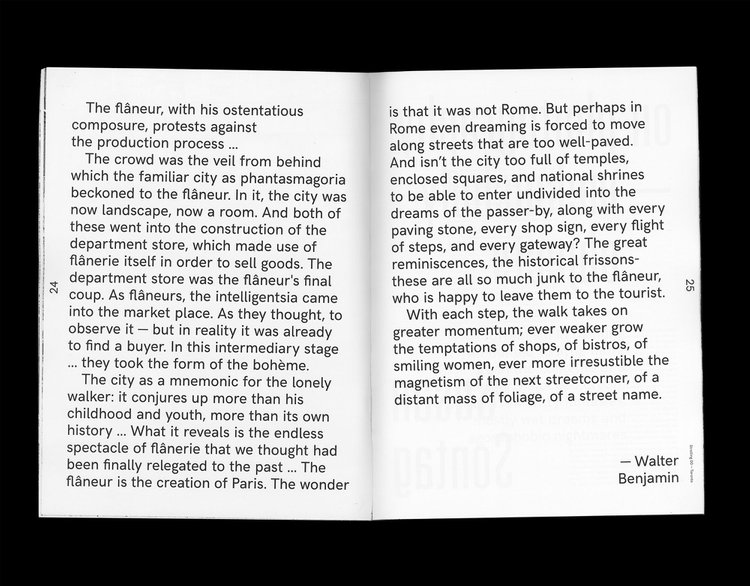 The flâneur, with his ostentatious
composure, protests against
the production process ...
The crowd was the veil from behind
which the familiar city as phantasmagoria
beckoned to the flâneur. In it, the city was
now landscape, now a room. And both of
these went into the construction of the
department store, which made use of
flânerie itself in order to sell goods. The
department store was the flâneur's final
coup. As flâneurs, the intelligentsia came
into the market place. As they thought, to
observe it — but in reality it was already
to find a buyer. In this intermediary stage
... they took the form of the bohème.
The city as a mnemonic for the lonely
walker: it conjures up more than his
childhood and youth, more than its own
history ... What it reveals is the endless
spectacle of flânerie that we thought had
been finally relegated to the past ... The
flâneur is the creation of Paris. The wonder
24
is that it was not Rome. But perhaps in
Rome even dreaming is forced to move
along streets that are too well-paved.
And isn't the city too full of temples,
enclosed squares, and national shrines
to be able to enter undivided into the
dreams of the passer-by, along with every
paving stone, every shop sign, every flight
of steps, and every gateway? The great
reminiscences, the historical frissons-
these are all so much junk to the flâneur,
who is happy to leave them to the tourist.
With each step, the walk takes on
greater momentum; ever weaker grow
the temptations of shops, of bistros, of
smiling women, ever more irresustible the
magnetism of the next streetcorner, of a
distant mass of foliage, of a street name.
— Walter
Benjamin
25
Sontag